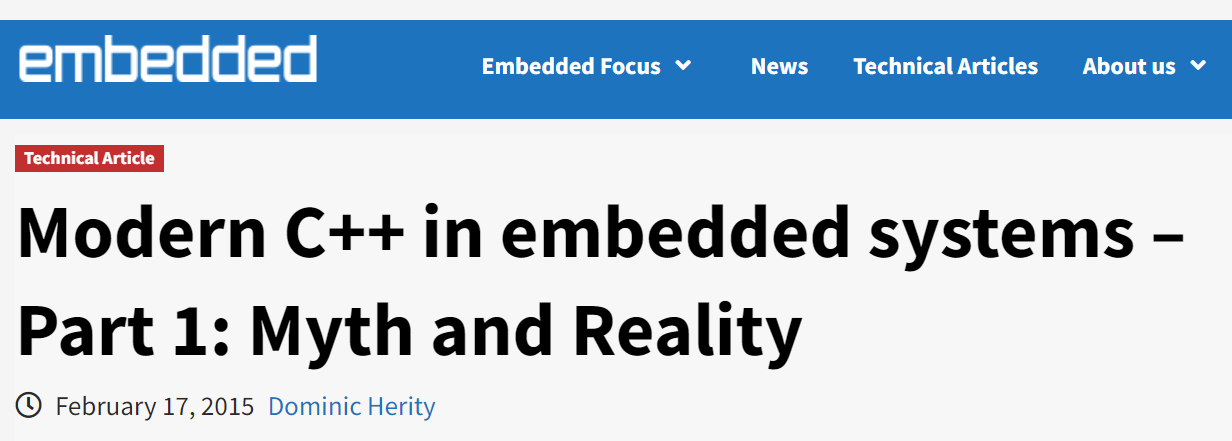 embedded
Embedded Focus News Technical Articles About us
Technical Article
Modern C++ in embedded systems –
Part 1: Myth and Reality
February 17, 2015 Dominic Herity